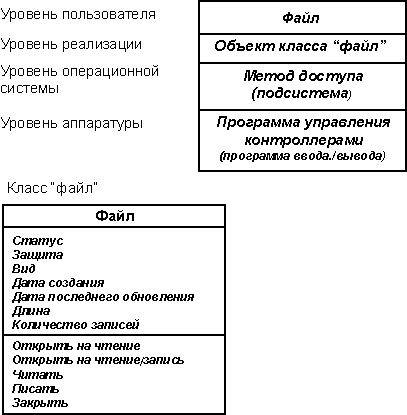 Уровень пользователя
Файл
Уровень реализации
Объект класса “файл”
Уровень операционной
системы
Метод доступа
(подсистема)
Уровень аппаратуры
Программа управления
контроллерами
(программа ввода./вывода)
Класс “файл”
Файл
Статус
Защита
Вид
Дата создания
Дата последнего обновления
Длина
Количество записей
Открыть на чтение
Открыть на чтение/запись
Читать
Писать
Закрыть